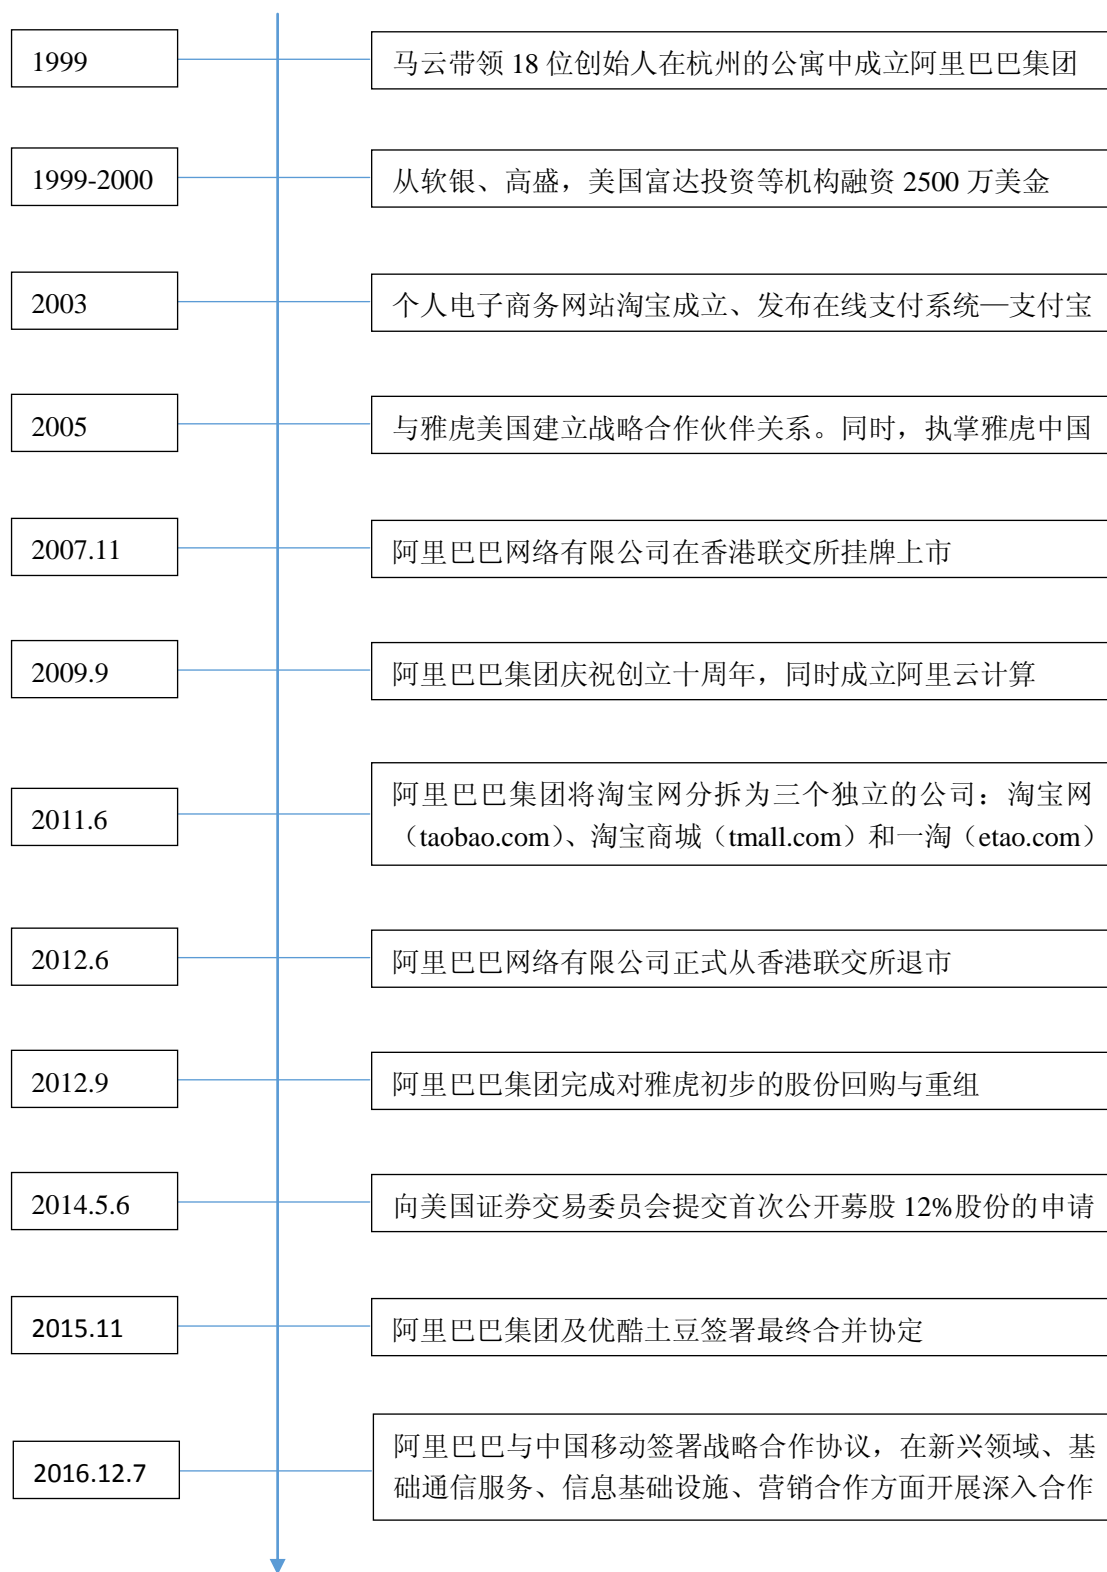 1999
马云带领 18 位创始人在杭州的公寓中成立阿里巴巴集团
1999-2000
从软银、高盛，美国富达投资等机构融资 2500 万美金
2003
个人电子商务网站淘宝成立、发布在线支付系统—支付宝
2005
与雅虎美国建立战略合作伙伴关系。同时，执掌雅虎中国
2007.11
阿里巴巴网络有限公司在香港联交所挂牌上市
2009.9
阿里巴巴集团庆祝创立十周年，同时成立阿里云计算
2011.6
阿里巴巴集团将淘宝网分拆为三个独立的公司：淘宝网
（taobao.com）、淘宝商城（tmall.com）和一淘（etao.com）
2012.6
阿里巴巴网络有限公司正式从香港联交所退市
2012.9
阿里巴巴集团完成对雅虎初步的股份回购与重组
2014.5.6
向美国证券交易委员会提交首次公开募股 12%股份的申请
2015.11
阿里巴巴集团及优酷土豆签署最终合并协定
2016.12.7
阿里巴巴与中国移动签署战略合作协议，在新兴领域、基
础通信服务、信息基础设施、营销合作方面开展深入合作